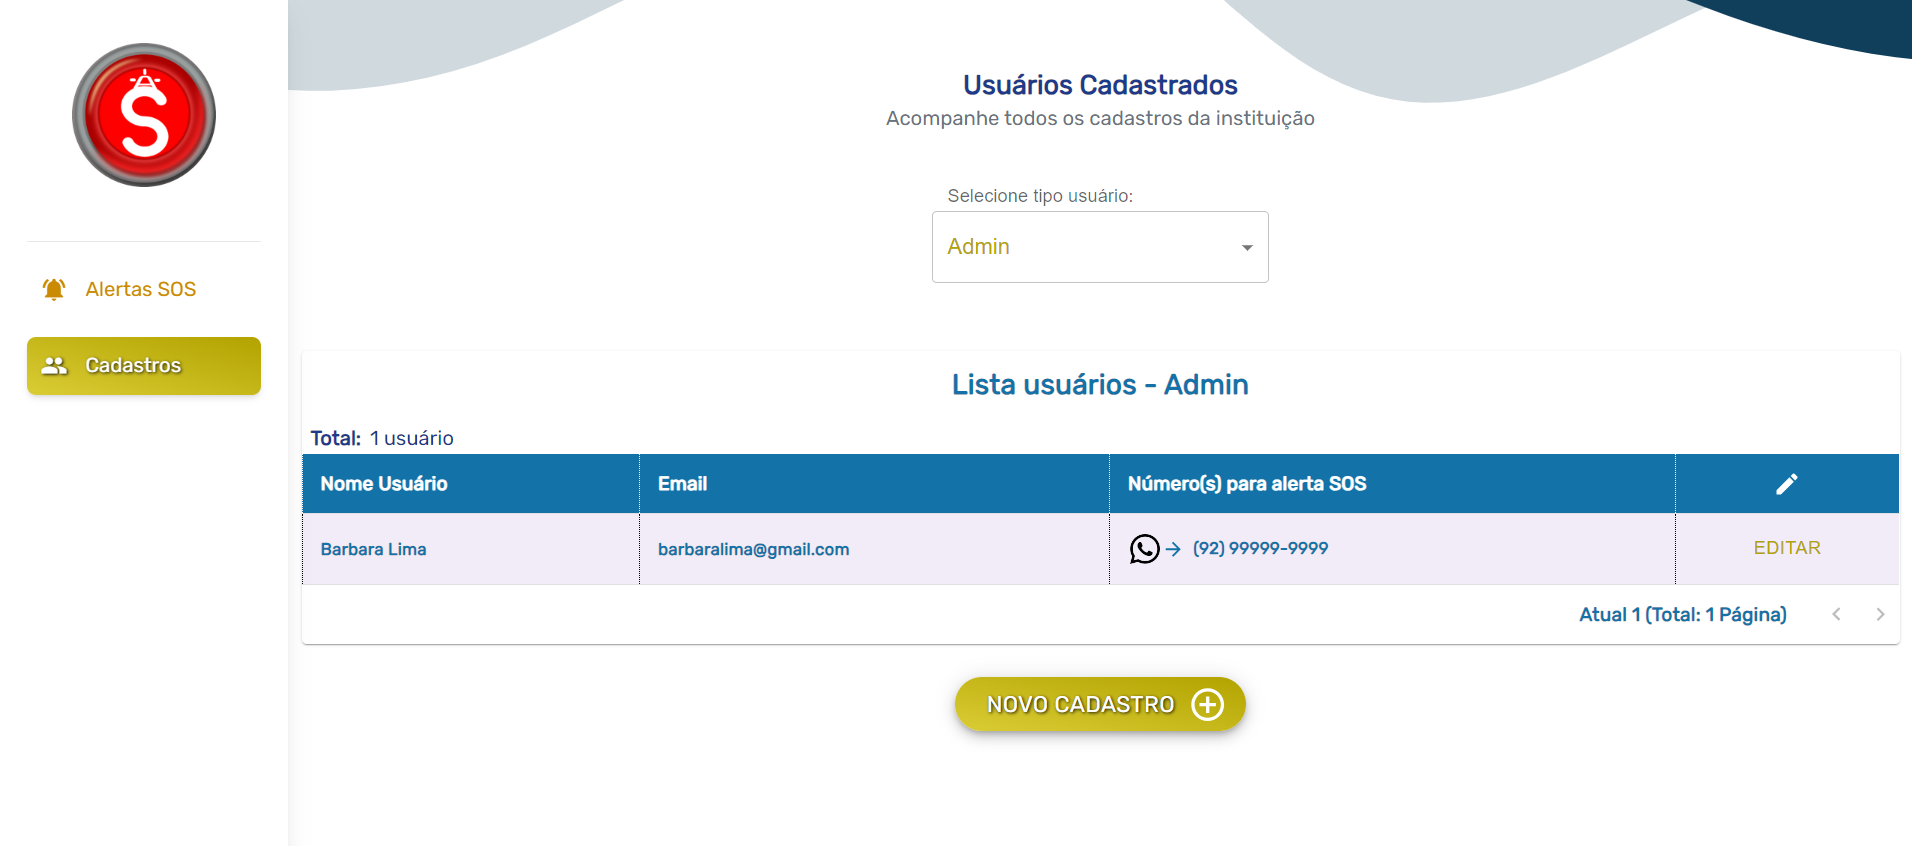 S
Alertas SOS
Cadastros
Usuários Cadastrados
Acompanhe todos os cadastros da instituição
Selecione tipo usuário:
Admin
Lista usuários - Admin
Total: 1 usuário
Nome Usuário Email Número(s) para alerta SOS
Barbara Lima barbaralima@gmail.com (92) 99999-9999 EDITAR
Atual 1 (Total: 1 Página)
NOVO CADASTRO